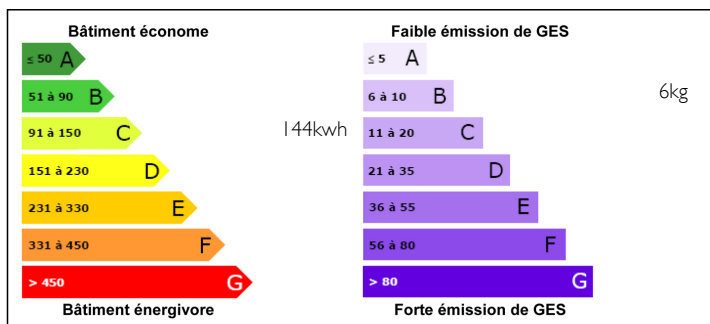 Bâtiment économe
≤ 50 A
51 à 90 B
91 à 150 C
144kwh
151 à 230 D
231 à 330 E
331 à 450 F
> 450 G
Bâtiment énergivore
Faible émission de GES
≤ 5 A
6 à 10 B
6kg
11 à 20 C
21 à 35 D
36 à 55 E
56 à 80 F
> 80 G
Forte émission de GES